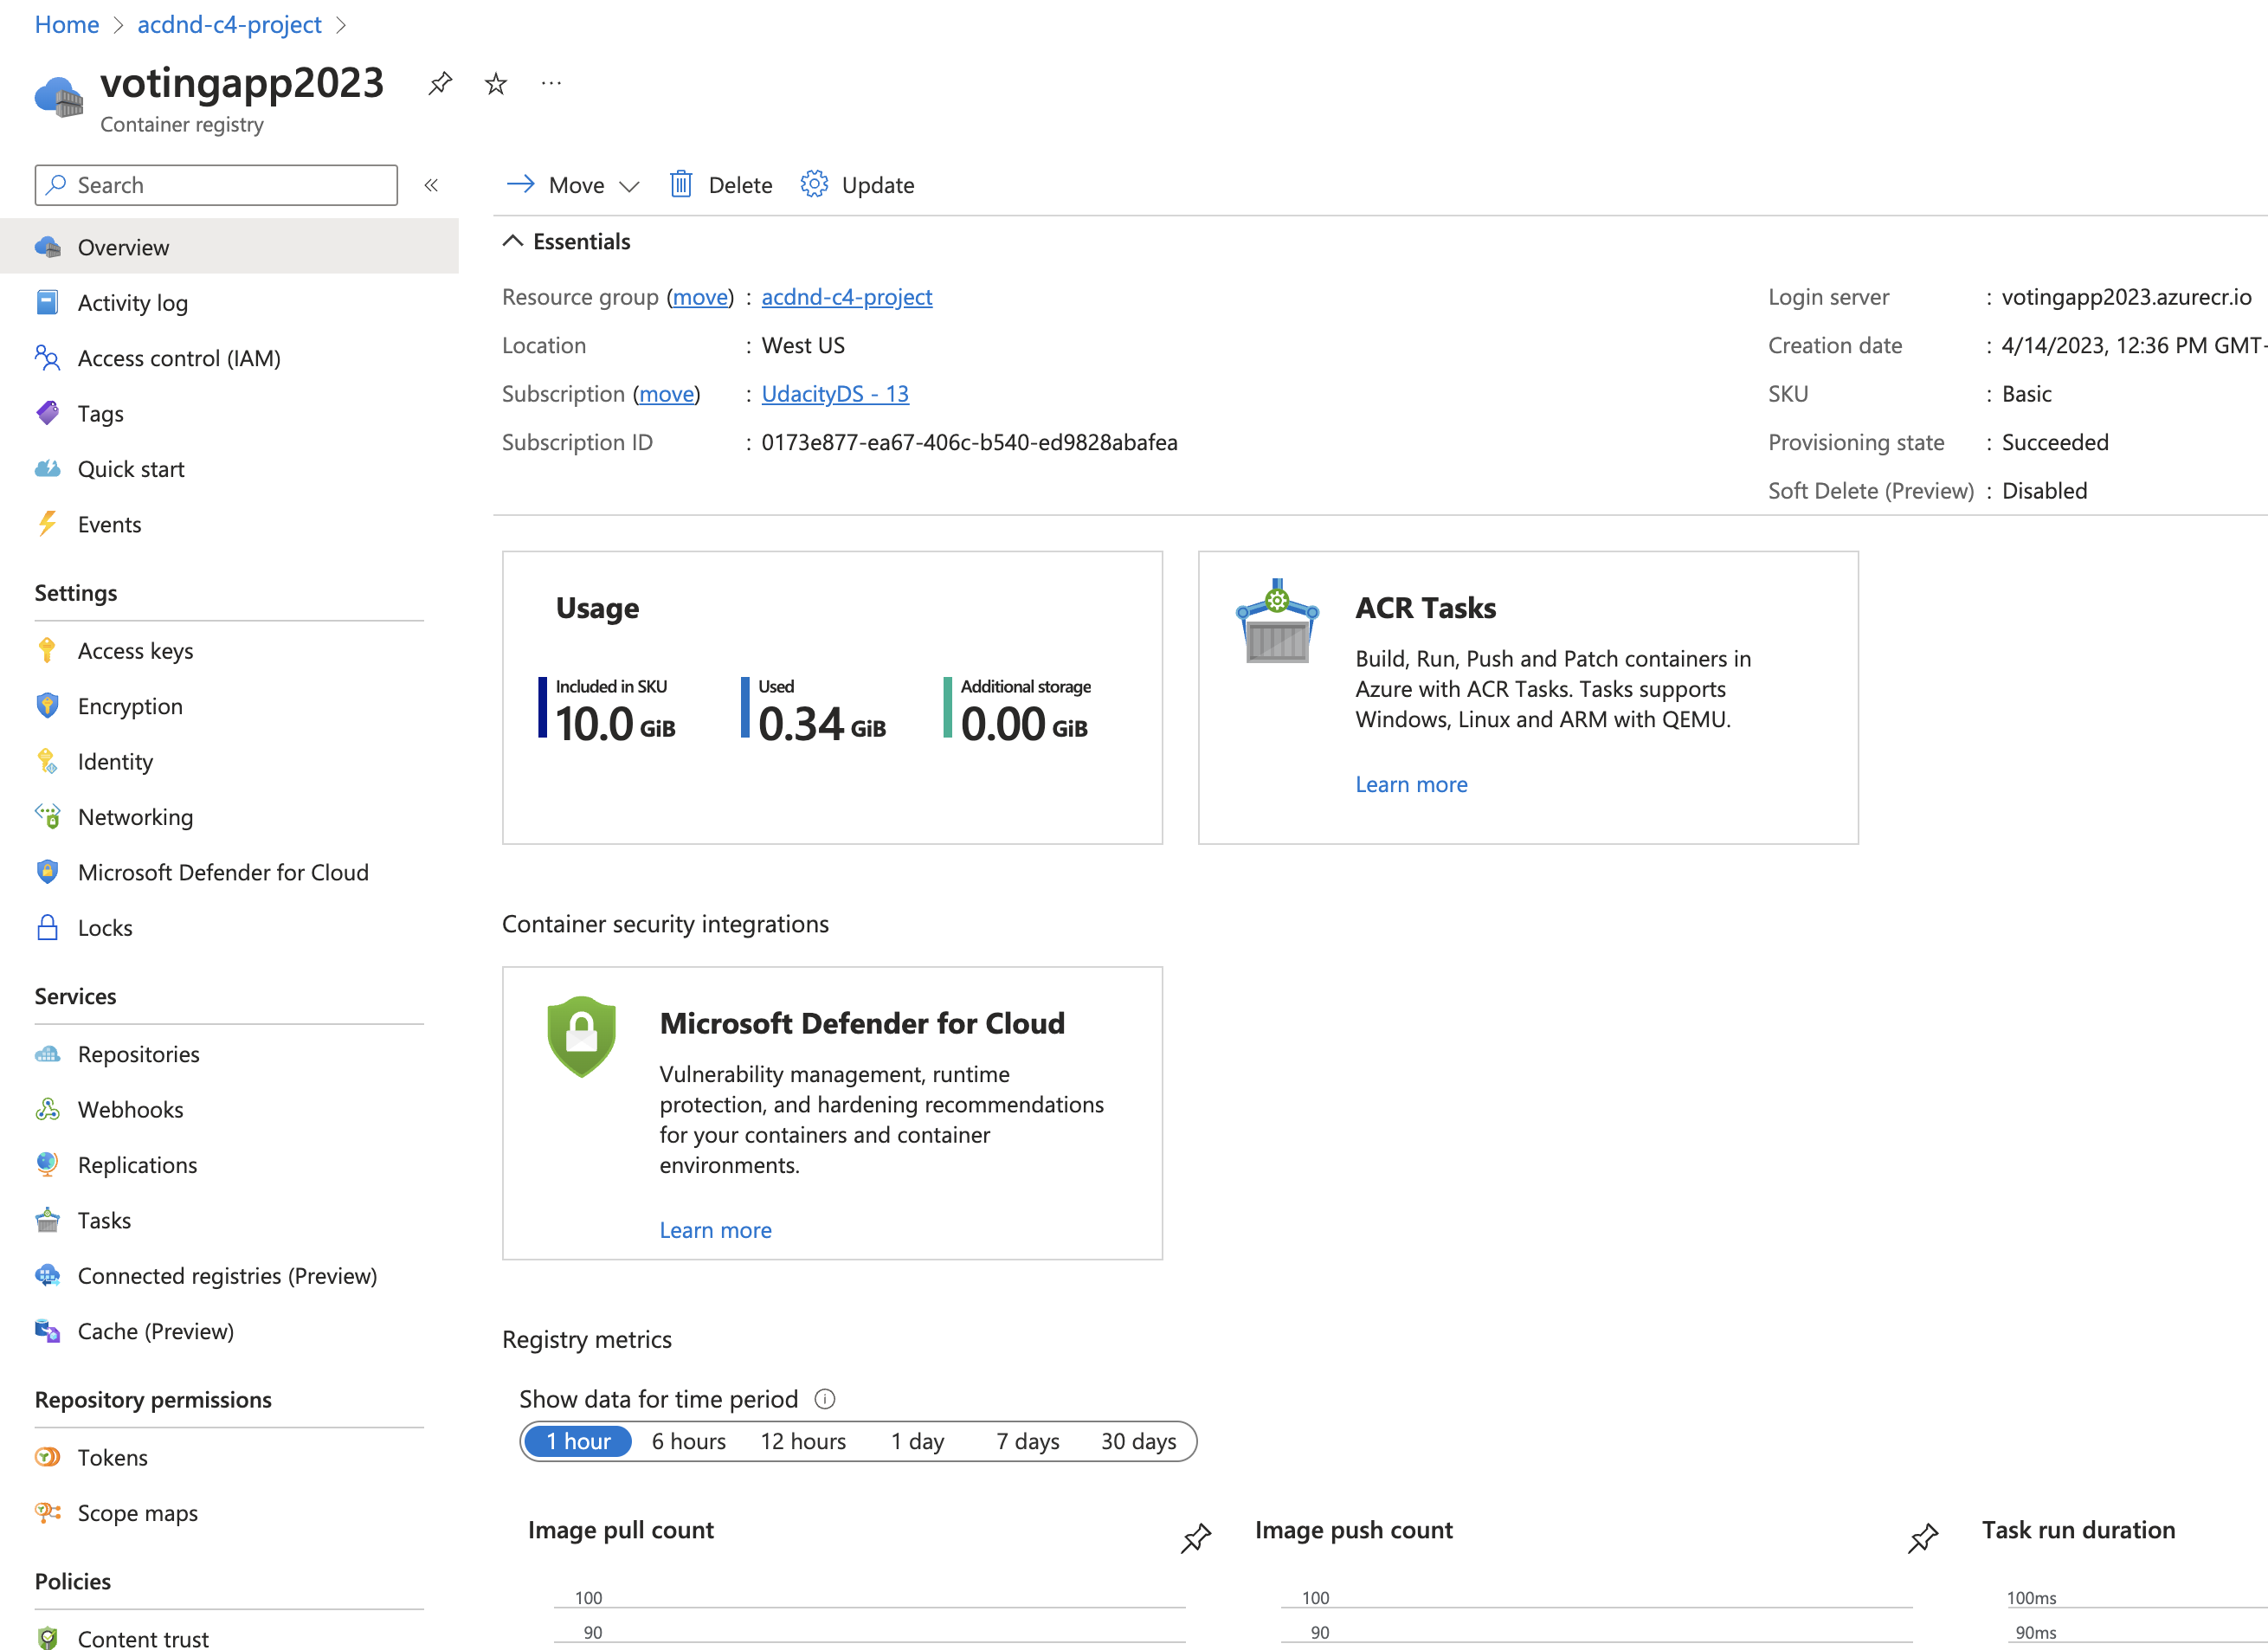 Home > acdnd-c4-project >
votingapp2023 ...
Container registry
Search «
Overview
Activity log
Access control (IAM)
Tags
Quick start
Events
Settings
Access keys
Encryption
Identity
Networking
Microsoft Defender for Cloud
Locks
Services
Repositories
Webhooks
Replications
Tasks
Connected registries (Preview)
Cache (Preview)
Repository permissions
Tokens
Scope maps
Policies
Content trust
Move Delete Update
Essentials
Resource group (move) : acdnd-c4-project
Location : West US
Subscription (move) : UdacityDS - 13
Subscription ID : 0173e877-ea67-406c-b540-ed9828abafea
Login server : votingapp2023.azurecr.io
Creation date : 4/14/2023, 12:36 PM GMT-
SKU : Basic
Provisioning state : Succeeded
Soft Delete (Preview) : Disabled
Usage
Included in SKU
10.0 GiB
Used
0.34 GiB
Additional storage
0.00 GiB
ACR Tasks
Build, Run, Push and Patch containers in
Azure with ACR Tasks. Tasks supports
Windows, Linux and ARM with QEMU.
Learn more
Container security integrations
Microsoft Defender for Cloud
Vulnerability management, runtime
protection, and hardening recommendations
for your containers and container
environments.
Learn more
Registry metrics
Show data for time period
1 hour 6 hours 12 hours 1 day 7 days 30 days
Image pull count
100
90
Image push count
100
90
Task run duration
100ms
90ms